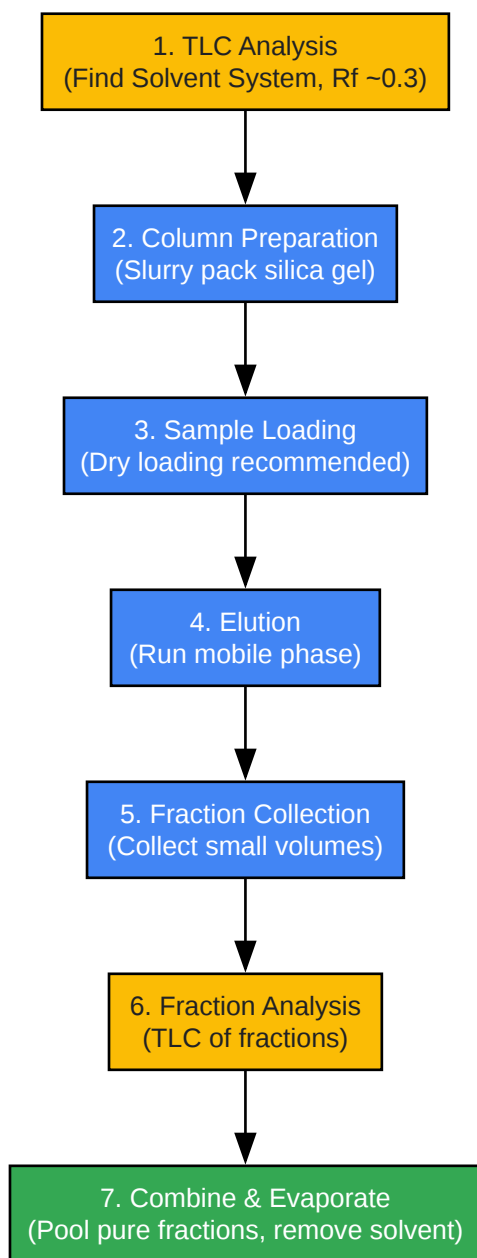 1. TLC Analysis
(Find Solvent System, Rf ~0.3)
2. Column Preparation
(Slurry pack silica gel)
3. Sample Loading
(Dry loading recommended)
4. Elution
(Run mobile phase)
5. Fraction Collection
(Collect small volumes)
6. Fraction Analysis
(TLC of fractions)
7. Combine & Evaporate
(Pool pure fractions, remove solvent)